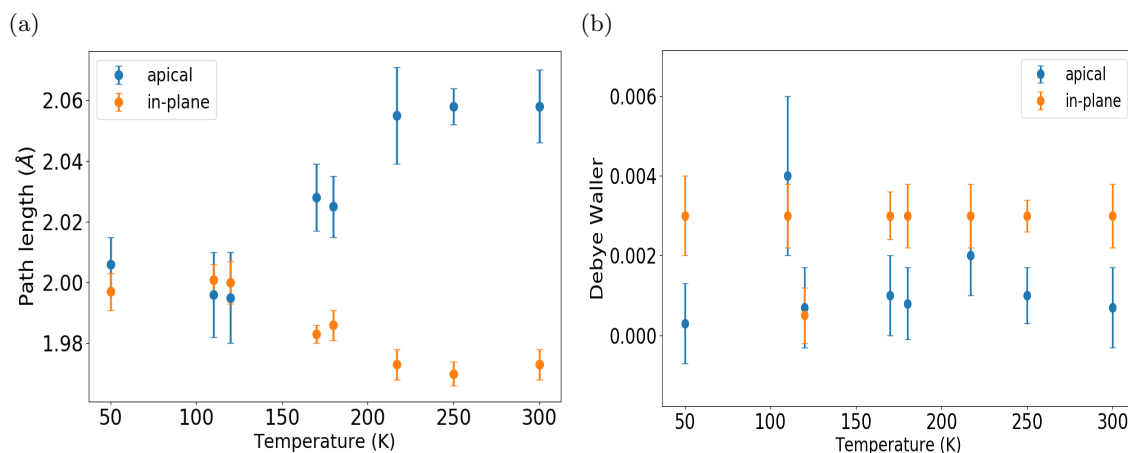 (a)
apical
in-plane
2.06
2.04
2.02
2.00
1.98
Path length (Å)
50 100 150 200 250 300
Temperature (K)
(b)
apical
in-plane
0.006
0.004
0.002
0.000
Debye Waller
50 100 150 200 250 300
Temperature (K)